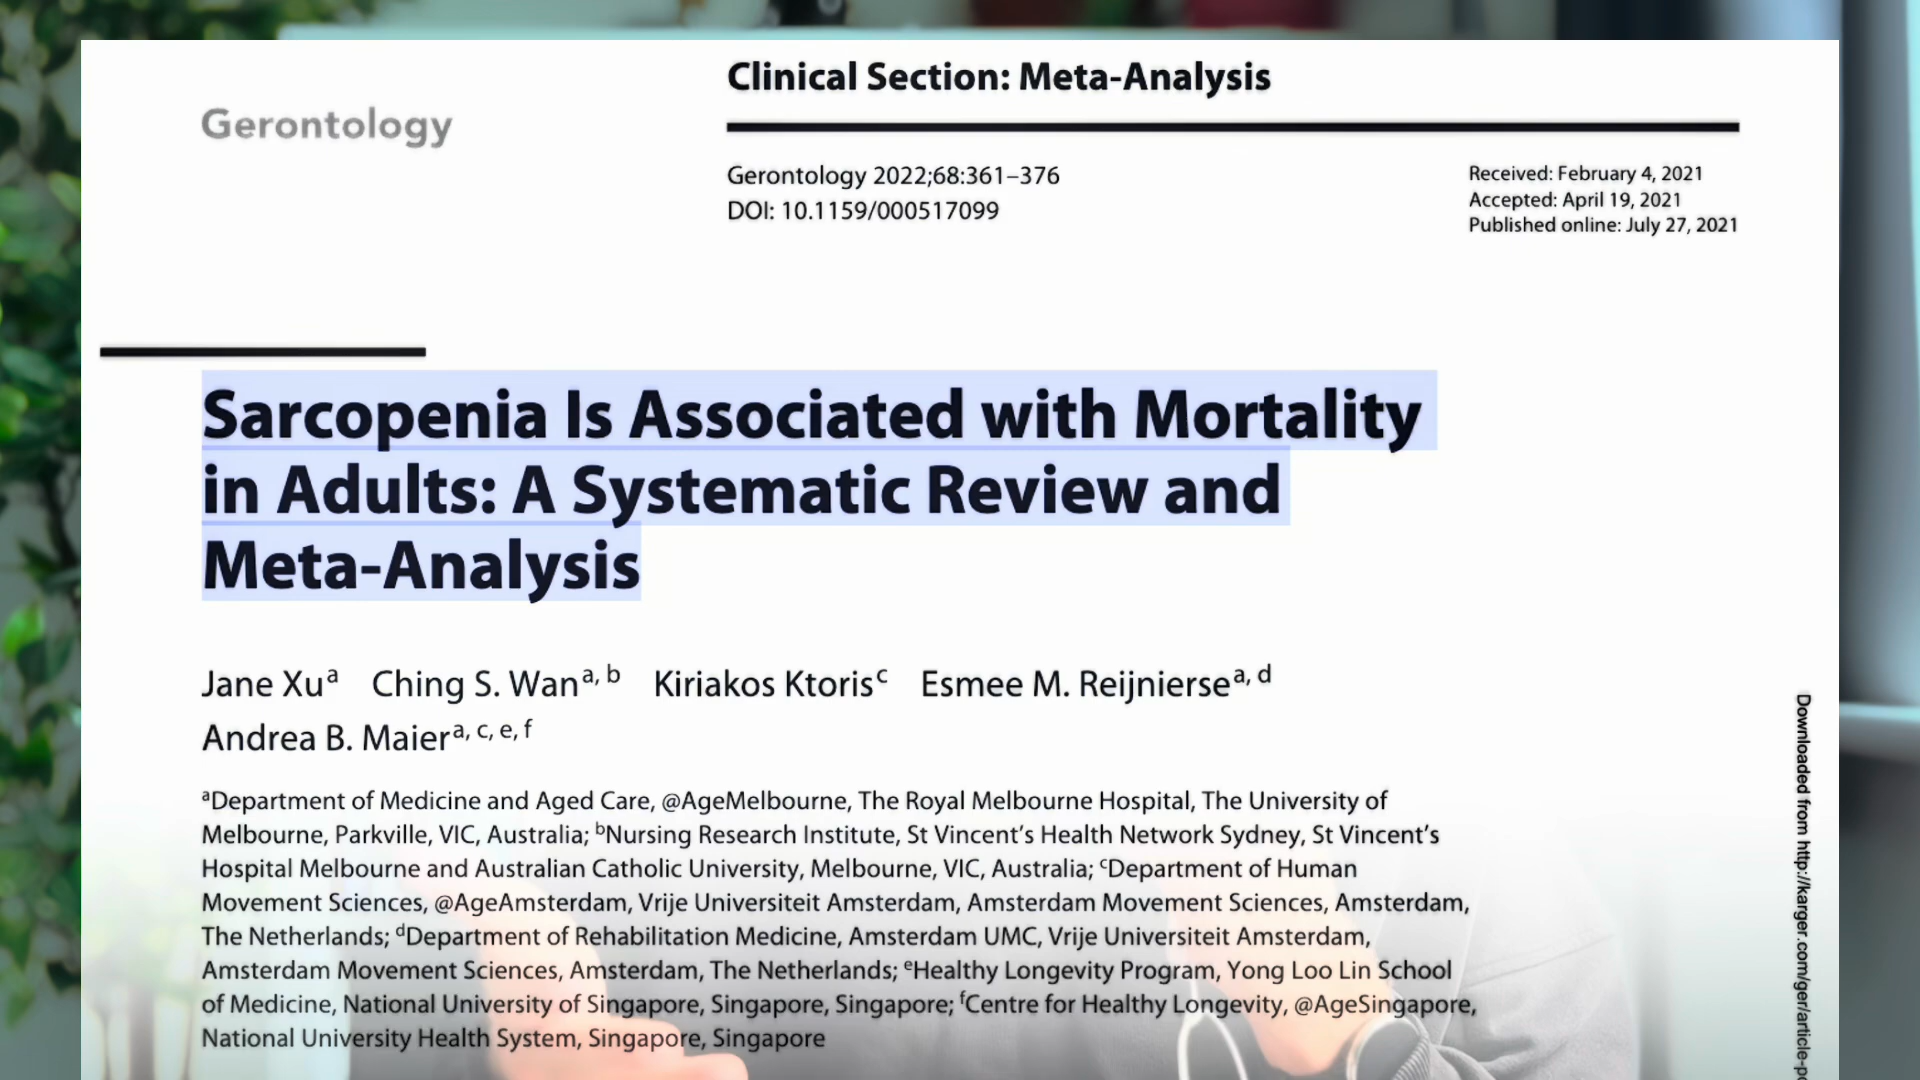 Clinical Section: Meta-Analysis
Gerontology
Gerontology 2022;68:361–376
DOI: 10.1159/000517099
Received: February 4, 2021
Accepted: April 19, 2021
Published online: July 27, 2021
Sarcopenia Is Associated with Mortality
in Adults: A Systematic Review and
Meta-Analysis
Jane Xuᵃ Ching S. Wanᵃ, ᵇ Kiriakos Ktorisᶜ Esmee M. Reijnierseᵃ, ᵈ
Andrea B. Maierᵃ, ᶜ, ᵉ, ᶠ
ᵃDepartment of Medicine and Aged Care, @AgeMelbourne, The Royal Melbourne Hospital, The University of
Melbourne, Parkville, VIC, Australia; ᵇNursing Research Institute, St Vincent’s Health Network Sydney, St Vincent’s
Hospital Melbourne and Australian Catholic University, Melbourne, VIC, Australia; ᶜDepartment of Human
Movement Sciences, @AgeAmsterdam, Vrije Universiteit Amsterdam, Amsterdam Movement Sciences, Amsterdam,
The Netherlands; ᵈDepartment of Rehabilitation Medicine, Amsterdam UMC, Vrije Universiteit Amsterdam,
Amsterdam Movement Sciences, Amsterdam, The Netherlands; ᵉHealthy Longevity Program, Yong Loo Lin School
of Medicine, National University of Singapore, Singapore, Singapore; ᶠCentre for Healthy Longevity, @AgeSingapore,
National University Health System, Singapore, Singapore
Downloaded from http://karger.com/ger/article-p